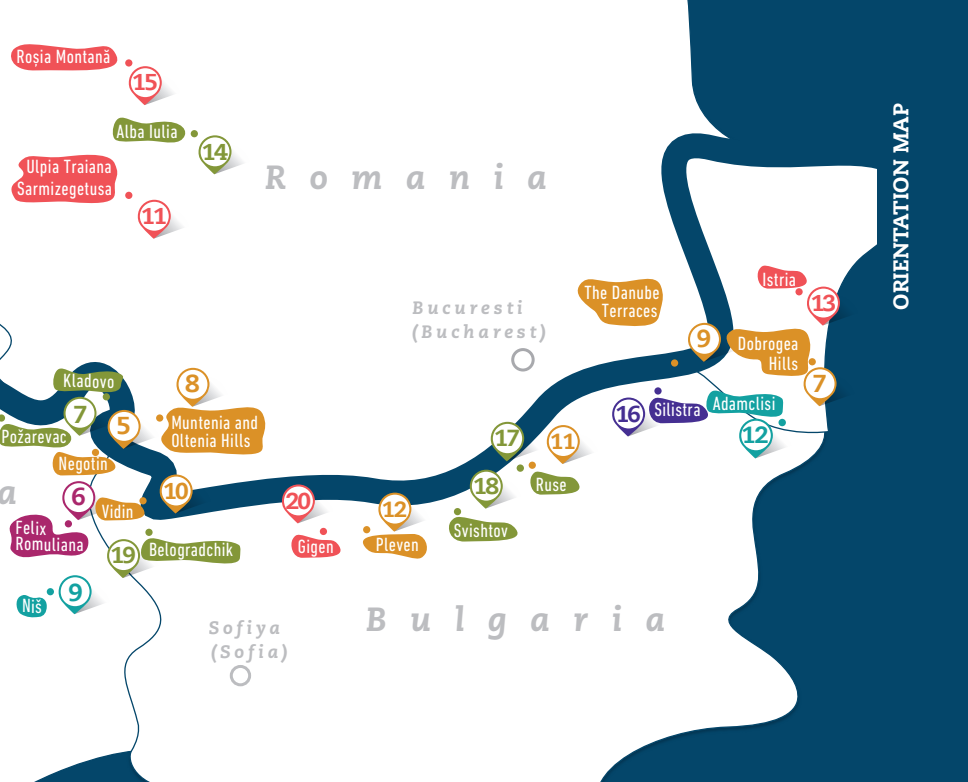 ORIENTATION MAP
Roșia Montană
15
Alba Iulia
14
Ulpia Traiana
Sarmizegetusa
11
Romania
Istria
13
The Danube
Terraces
Bucuresti
(Bucharest)
9
Dobrogea
Hills
7
Kladovo
8
7
5
Muntenia and
Oltenia Hills
Požarevac
16
Silistra
Adamclisi
12
17
11
Negotin
10
18
Ruse
a
6
Vidin
20
12
Felix
Romuliana
Svishtov
19
Belogradchik
Gigen
Pleven
Niš
9
Bulgaria
Sofiya
(Sofia)